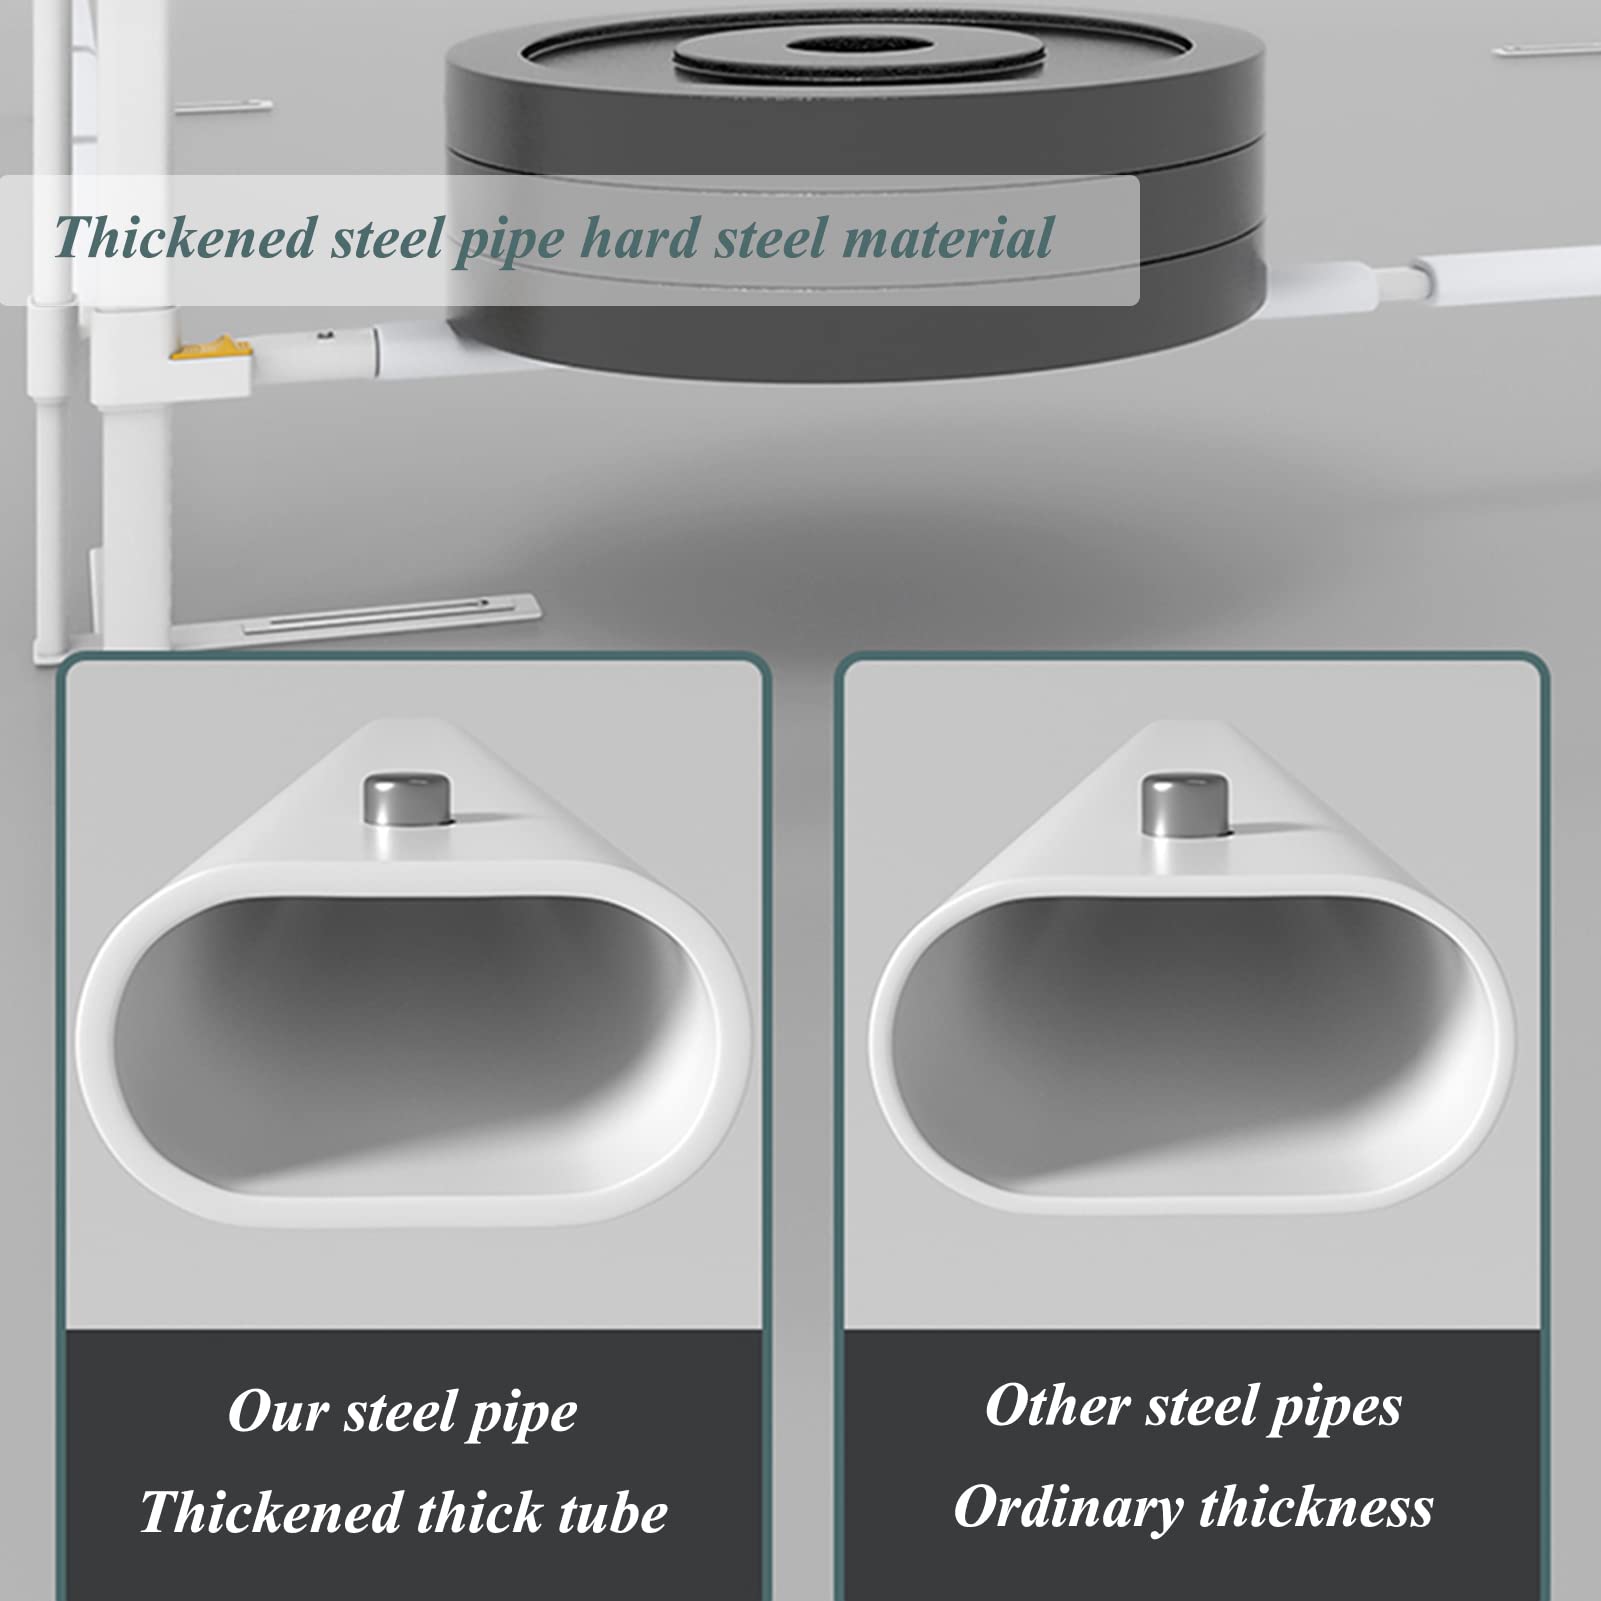 Thickened steel pipe hard steel material
Our steel pipe
Thickened thick tube
Other steel pipes
Ordinary thickness